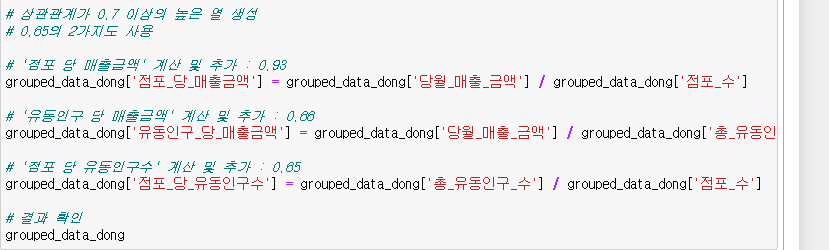 # 상관관계가 0.7 이상의 높은 열 생성
# 0.65의 2가지도 사용
# '점포 당 매출금액' 계산 및 추가 : 0.93
grouped_data_dong['점포_당_매출금액'] = grouped_data_dong['당월_매출_금액'] / grouped_data_dong['점포_수']
# '유동인구 당 매출금액' 계산 및 추가 : 0.66
grouped_data_dong['유동인구_당_매출금액'] = grouped_data_dong['당월_매출_금액'] / grouped_data_dong['총_유동인
# '점포 당 유동인구수' 계산 및 추가 : 0.65
grouped_data_dong['점포_당_유동인구수'] = grouped_data_dong['총_유동인구_수'] / grouped_data_dong['점포_수']
# 결과 확인
grouped_data_dong